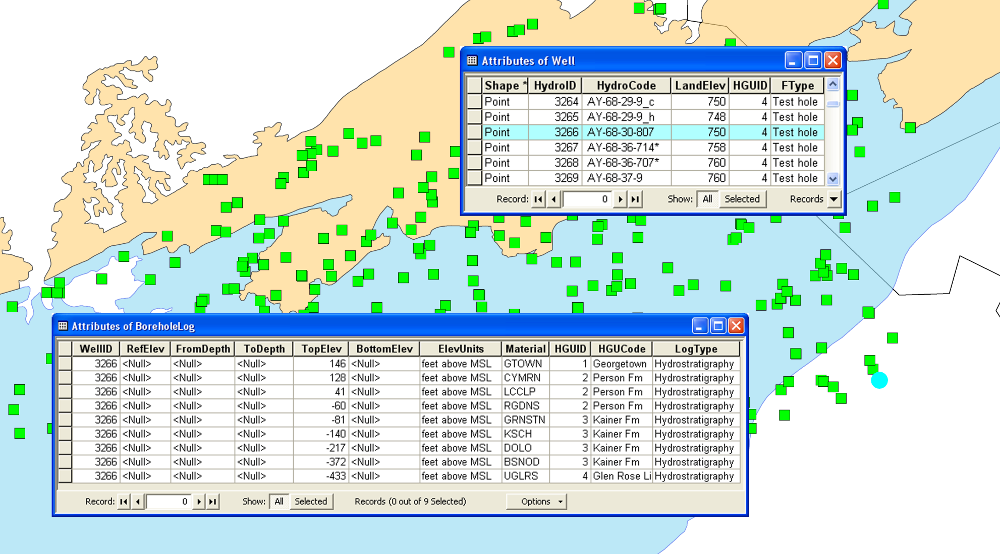 Attributes of Well
Shape * HydroID HydroCode LandElev HGUID FType
Point 3264 AY-68-29-9_c 750 4 Test hole
Point 3265 AY-68-29-9_h 748 4 Test hole
Point 3266 AY-68-30-807 750 4 Test hole
Point 3267 AY-68-36-714* 758 4 Test hole
Point 3268 AY-68-36-707* 760 4 Test hole
Point 3269 AY-68-37-9 760 4 Test hole
Record: 0 Show: All Selected Records
Attributes of BoreholeLog
WellID RefElev FromDepth ToDepth TopElev BottomElev ElevUnits Material HGUID HGUCode LogType
3266 <Null> <Null> <Null> 146 <Null> feet above MSL GTOWN 1 Georgetown Hydrostratigraphy
3266 <Null> <Null> <Null> 128 <Null> feet above MSL CYMRN 2 Person Fm Hydrostratigraphy
3266 <Null> <Null> <Null> 41 <Null> feet above MSL LCCLP 2 Person Fm Hydrostratigraphy
3266 <Null> <Null> <Null> -60 <Null> feet above MSL RGDNS 2 Person Fm Hydrostratigraphy
3266 <Null> <Null> <Null> -81 <Null> feet above MSL GRNSTN 3 Kainer Fm Hydrostratigraphy
3266 <Null> <Null> <Null> -140 <Null> feet above MSL KSCH 3 Kainer Fm Hydrostratigraphy
3266 <Null> <Null> <Null> -217 <Null> feet above MSL DOLO 3 Kainer Fm Hydrostratigraphy
3266 <Null> <Null> <Null> -372 <Null> feet above MSL BSNOD 3 Kainer Fm Hydrostratigraphy
3266 <Null> <Null> <Null> -433 <Null> feet above MSL UGLRS 4 Glen Rose Li Hydrostratigraphy
Record: 0 Show: All Selected Records (0 out of 9 Selected) Options